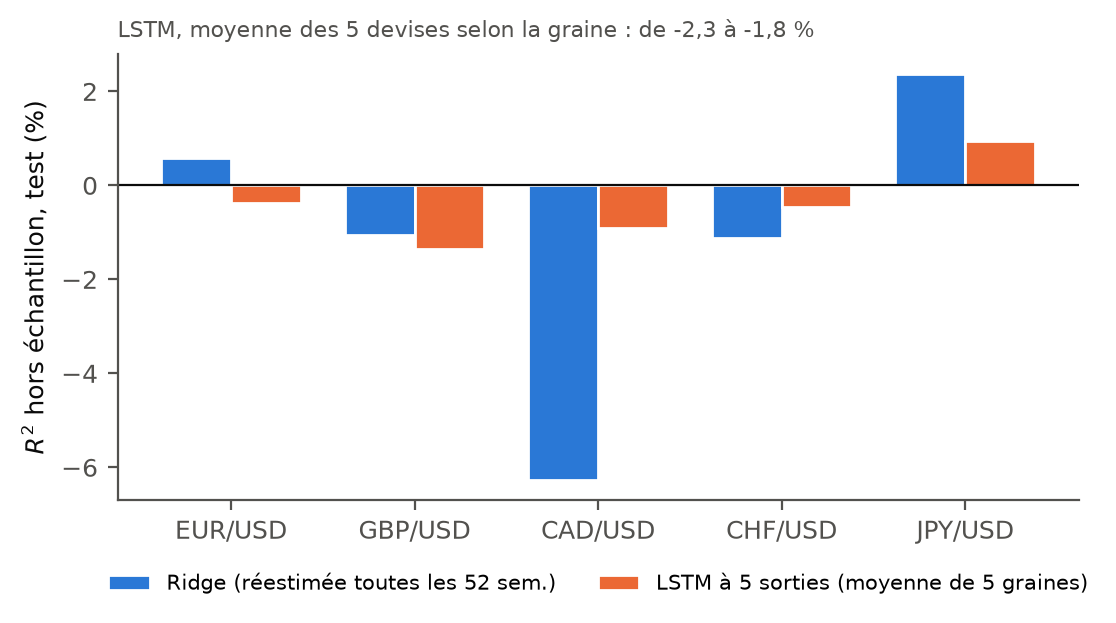 LSTM, moyenne des 5 devises selon la graine : de -2,3 à -1,8 %
R² hors échantillon, test (%)
2
0
−2
−4
−6
EUR/USD GBP/USD CAD/USD CHF/USD JPY/USD
Ridge (réestimée toutes les 52 sem.) LSTM à 5 sorties (moyenne de 5 graines)